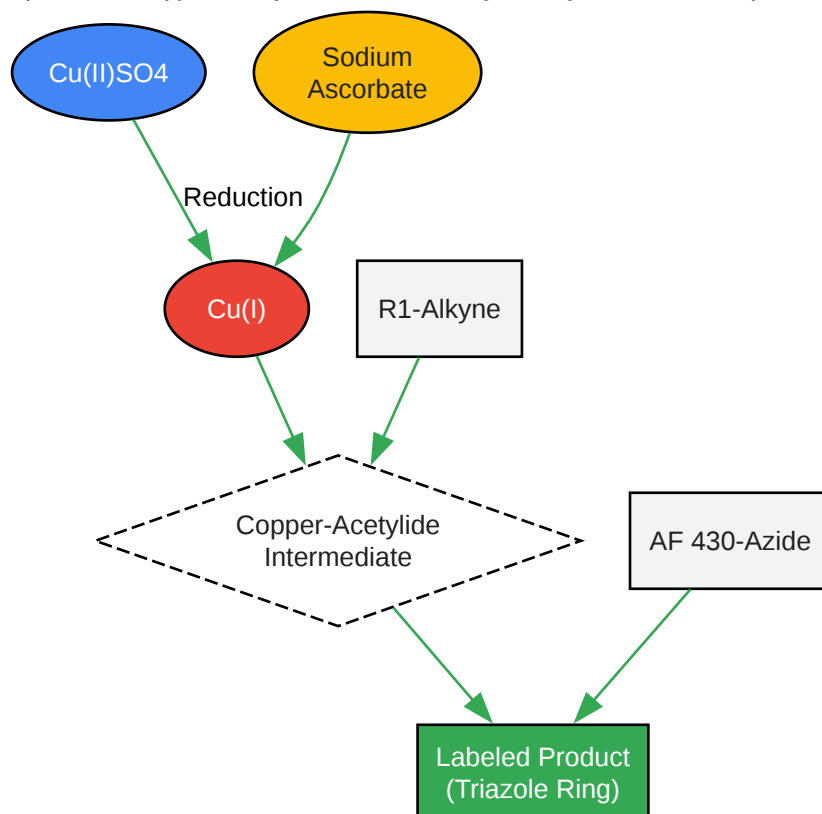 Cu(II)SO4
Sodium
Ascorbate
Reduction
Cu(I)
R1-Alkyne
Copper-Acetylide
Intermediate
AF 430-Azide
Labeled Product
(Triazole Ring)